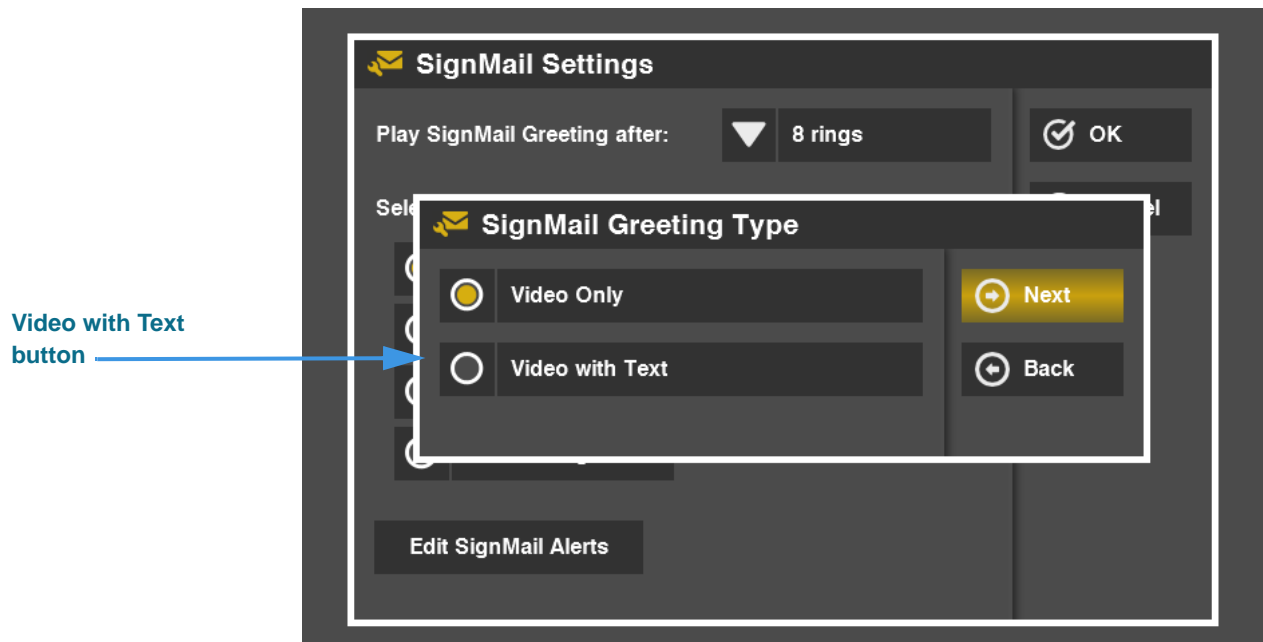 SignMail Settings
Play SignMail Greeting after:
8 rings
OK
SignMail Greeting Type
Video Only
Next
Video with Text
button
Video with Text
Back
Edit SignMail Alerts